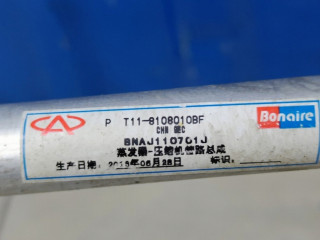 P T11-8108010BF
CHN QEC
Bonaire
BNAJ110701J
蒸发器-压缩机管路总成
生产日期: 2013年06月28日 标识: